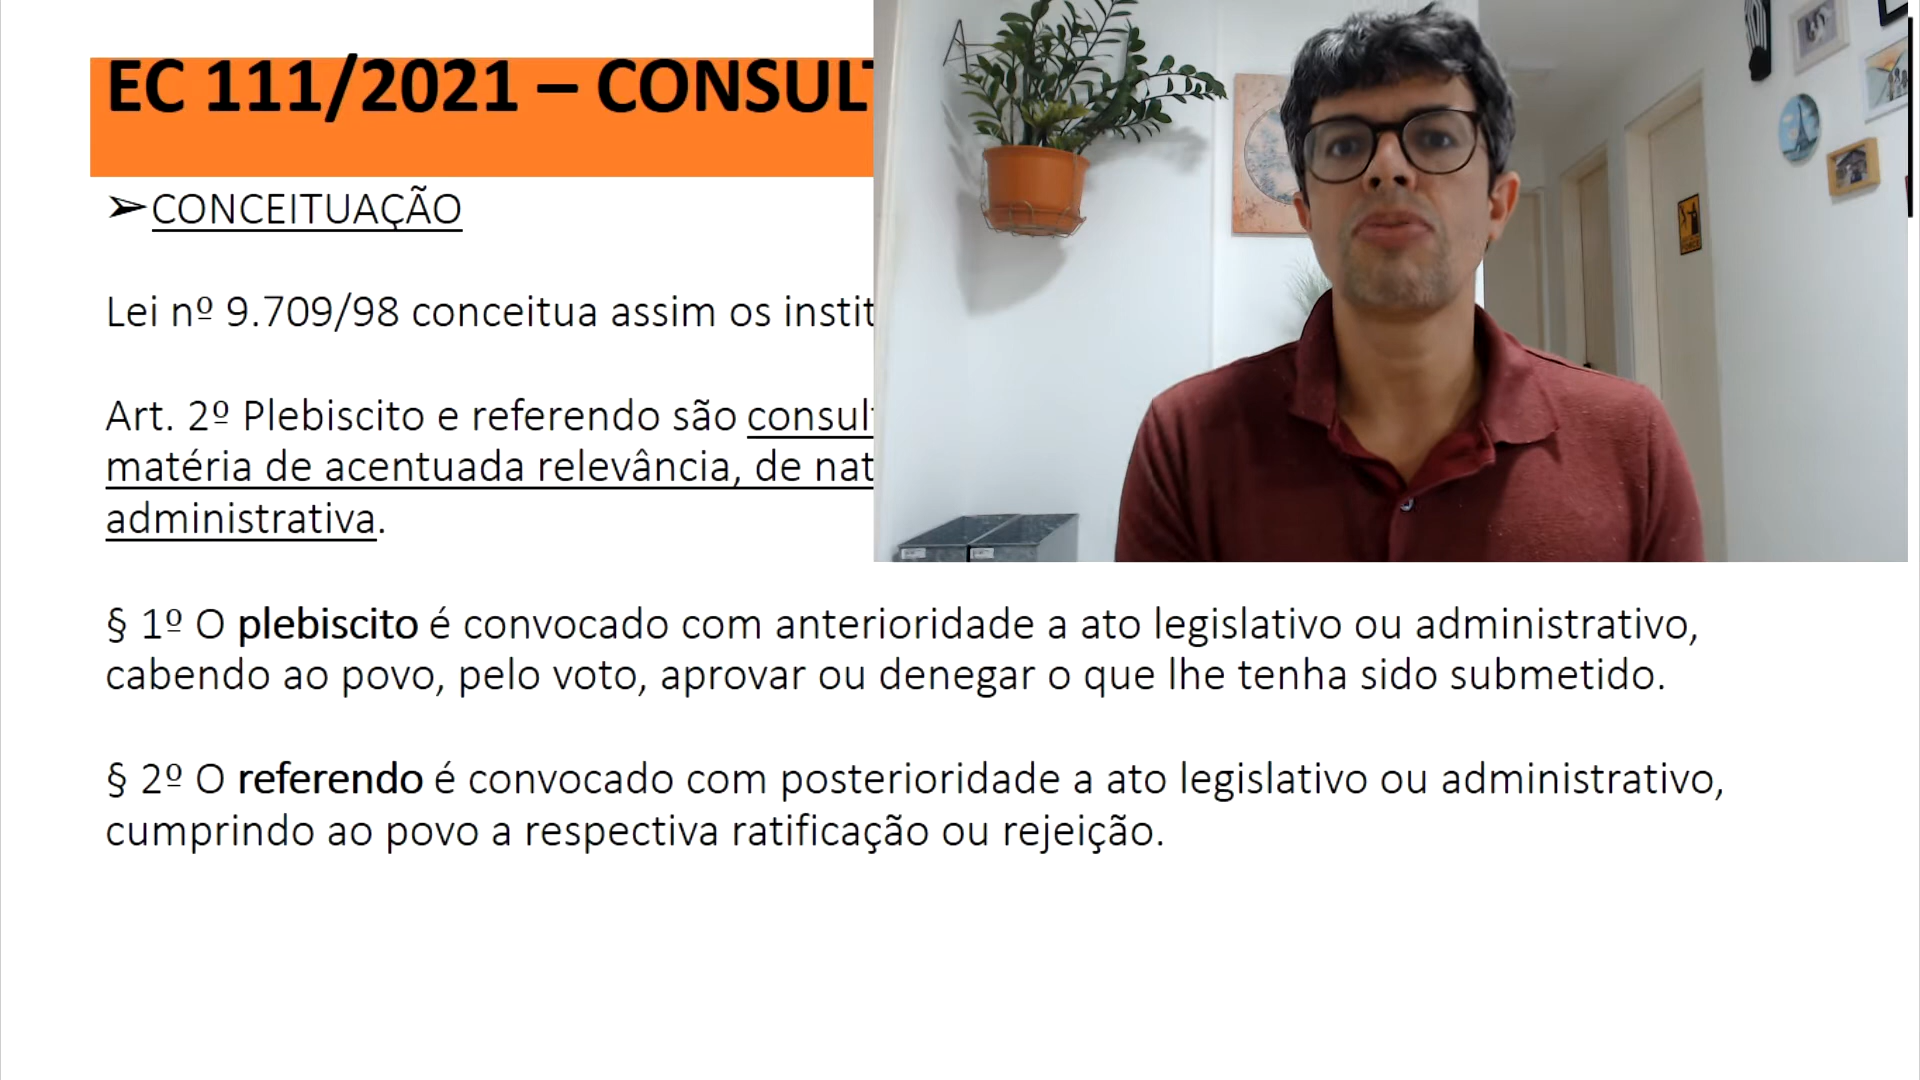 EC 111/2021 – CONSUL
➢CONCEITUAÇÃO
Lei nº 9.709/98 conceitua assim os instit
Art. 2º Plebiscito e referendo são consul
matéria de acentuada relevância, de nat
administrativa.
§ 1º O plebiscito é convocado com anterioridade a ato legislativo ou administrativo,
cabendo ao povo, pelo voto, aprovar ou denegar o que lhe tenha sido submetido.
§ 2º O referendo é convocado com posterioridade a ato legislativo ou administrativo,
cumprindo ao povo a respectiva ratificação ou rejeição.